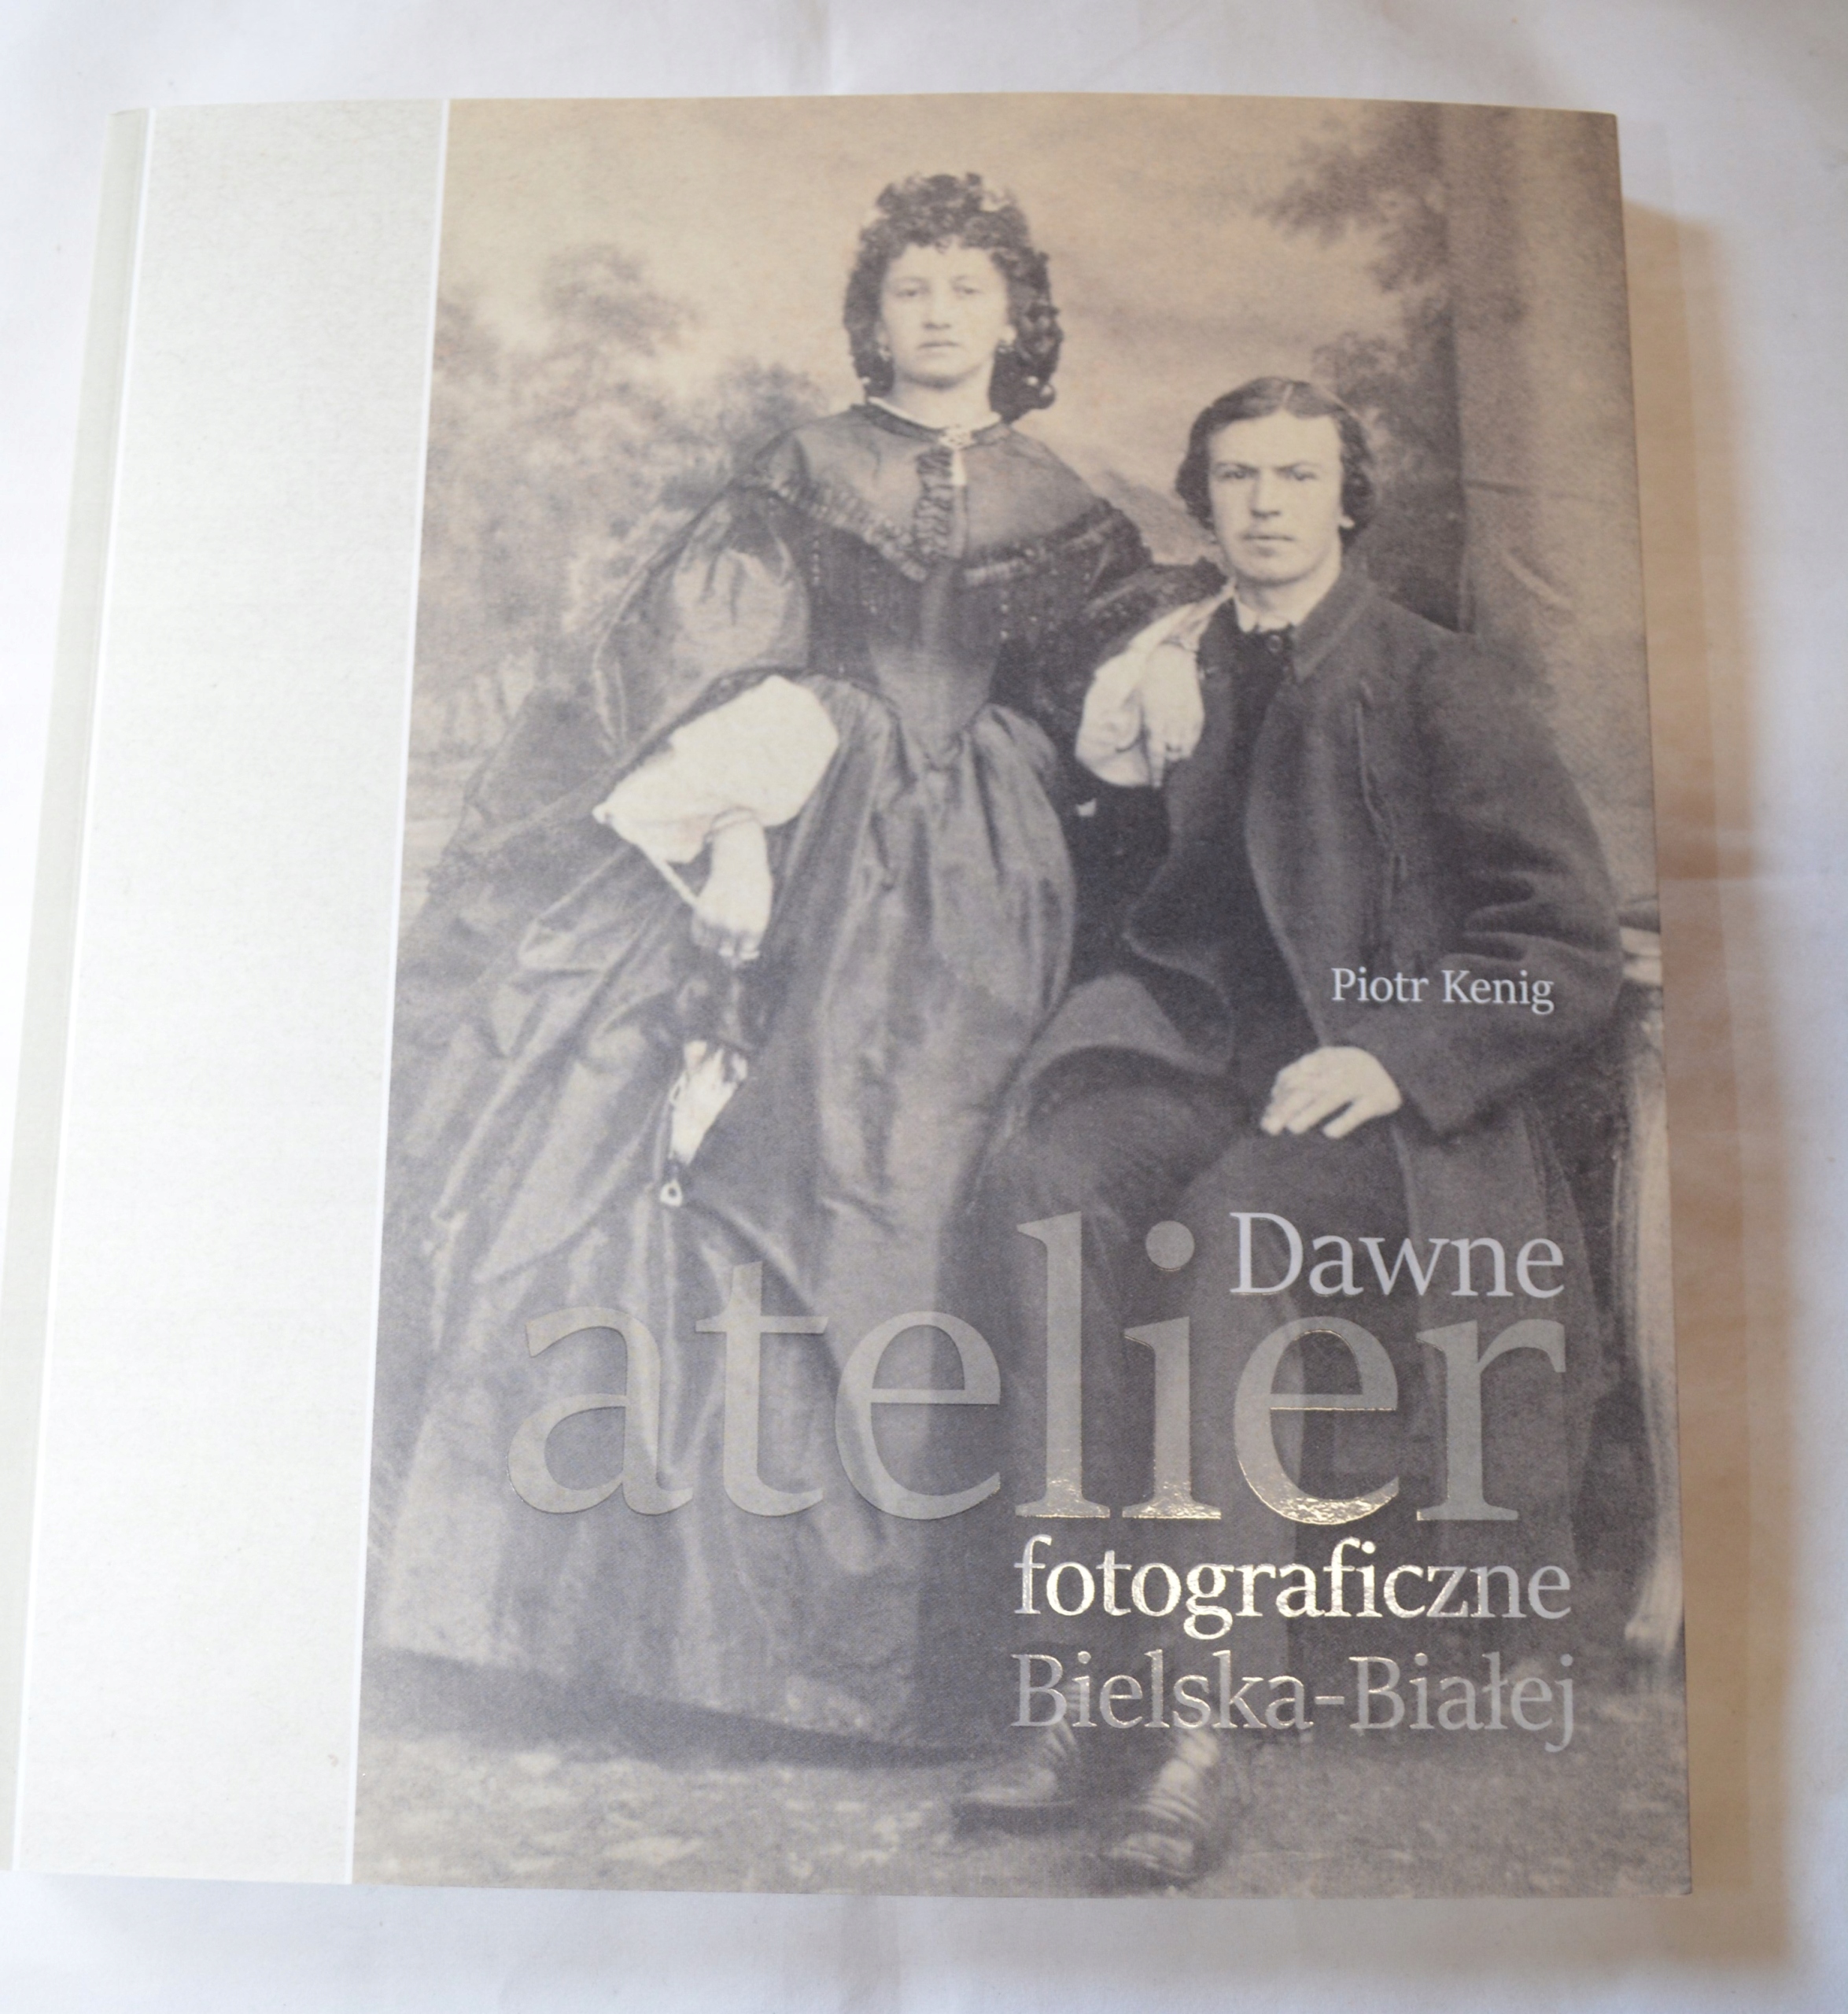 Piotr Kenig
Dawne
atelier
fotograficzne
Bielska-Białej